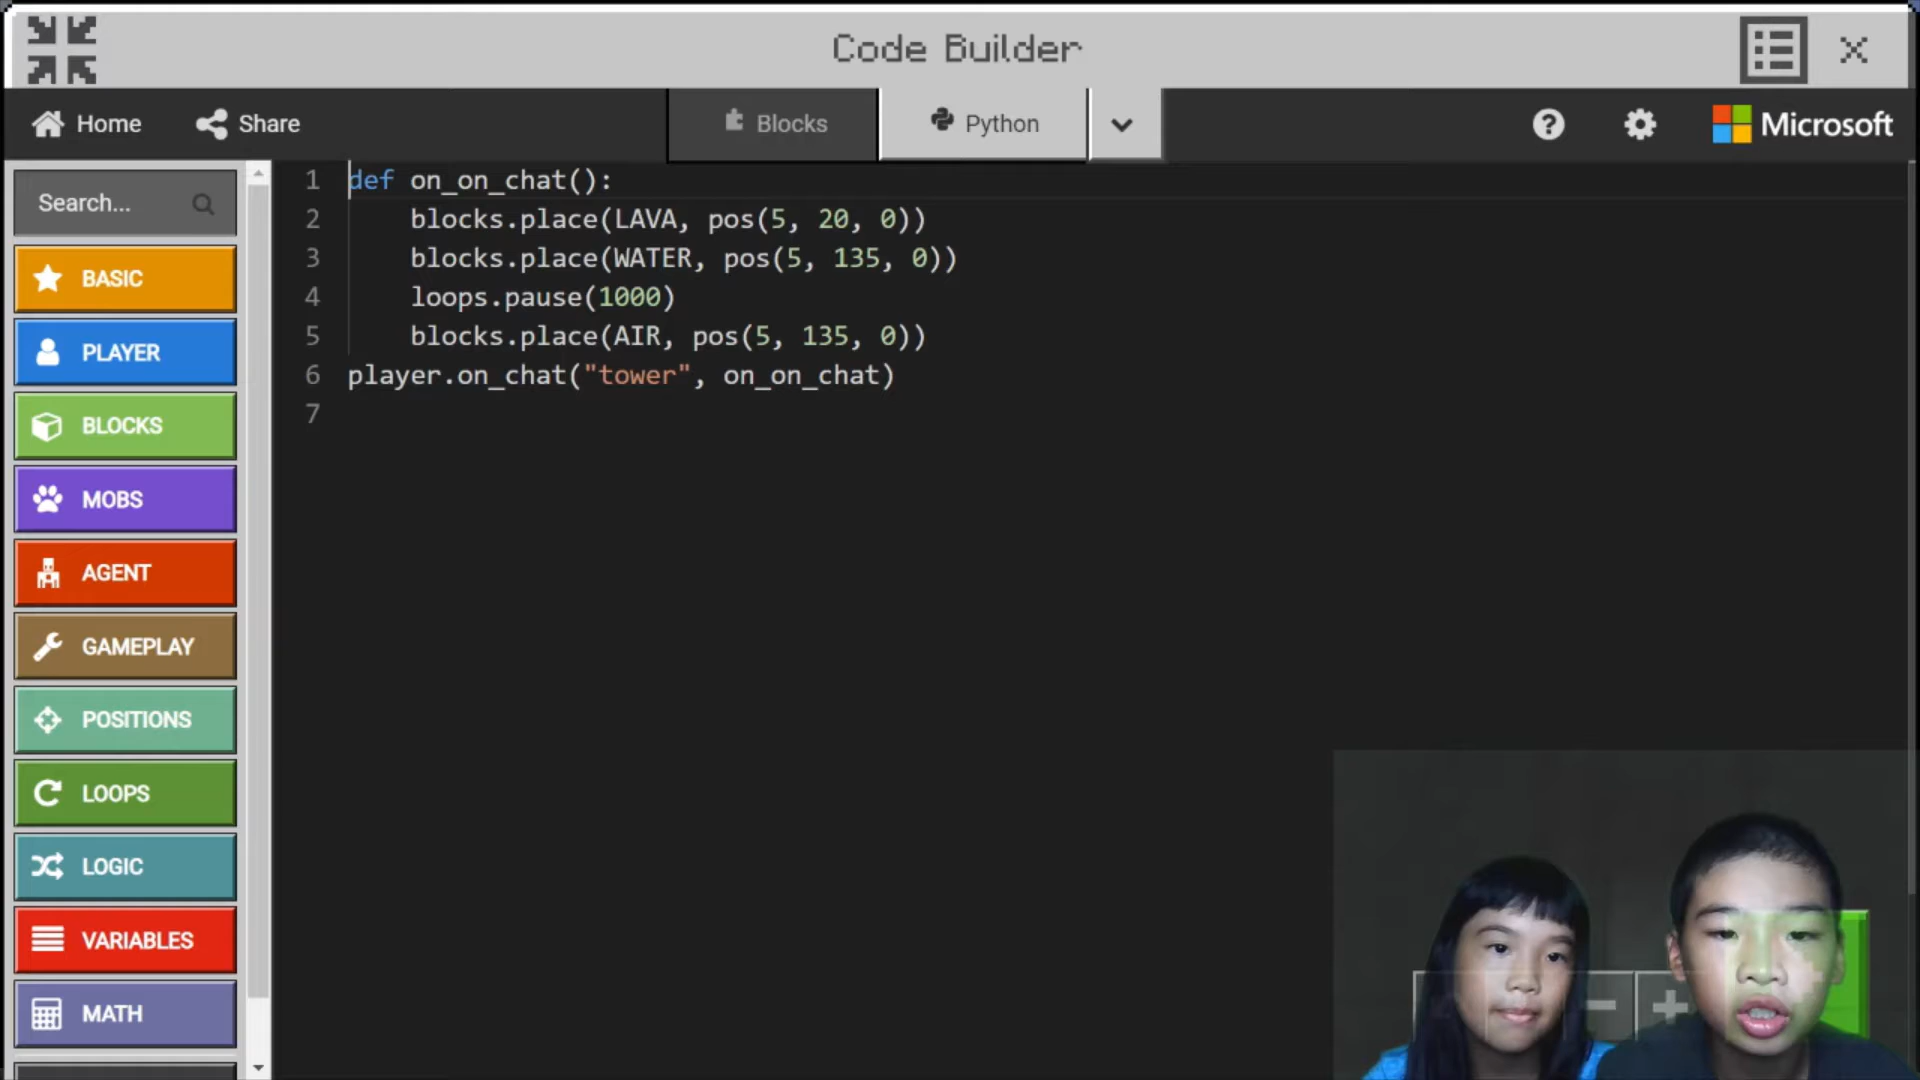 Code Builder
Home
Share
Blocks
Python
Microsoft
Search...
BASIC
PLAYER
BLOCKS
MOBS
AGENT
GAMEPLAY
POSITIONS
LOOPS
LOGIC
VARIABLES
MATH
1 def on_on_chat():
2 blocks.place(LAVA, pos(5, 20, 0))
3 blocks.place(WATER, pos(5, 135, 0))
4 loops.pause(1000)
5 blocks.place(AIR, pos(5, 135, 0))
6 player.on_chat("tower", on_on_chat)
7